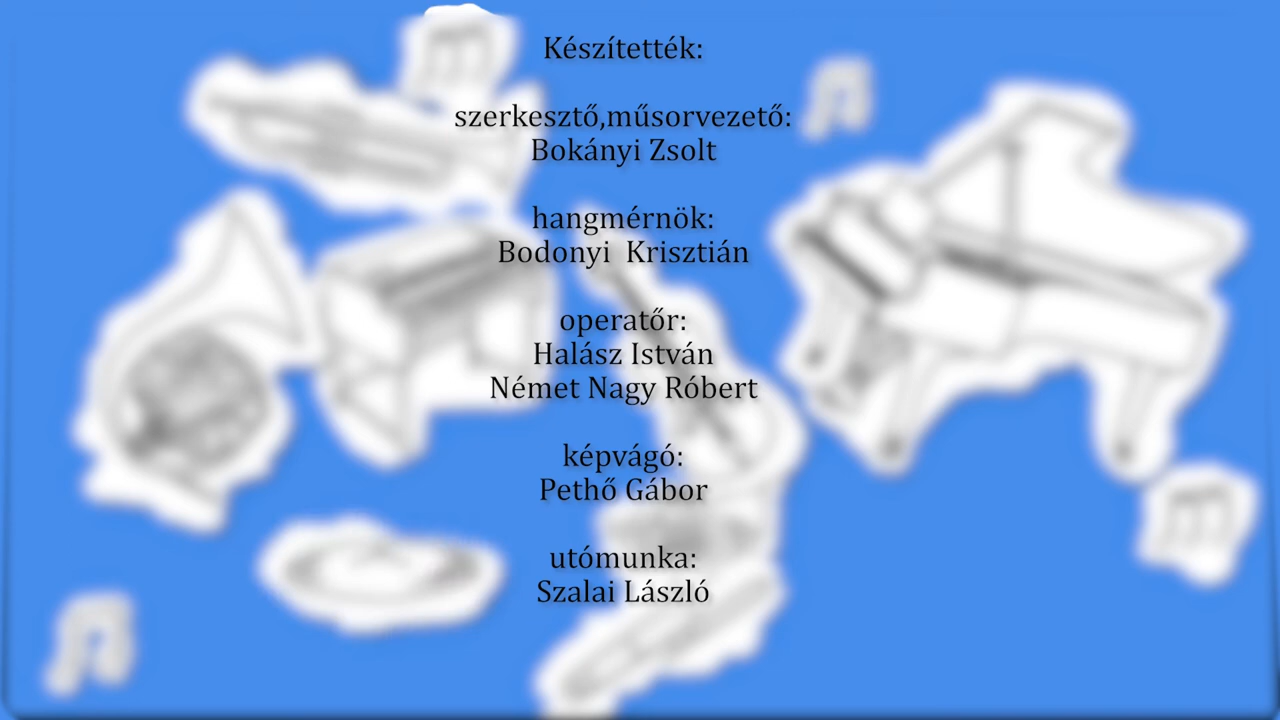 Készítették:
szerkesztő,műsorvezető:
Bokányi Zsolt
hangmérnök:
Bodonyi  Krisztián
operatőr:
Halász István
Német Nagy Róbert
képvágó:
Pethő Gábor
utómunka:
Szalai László